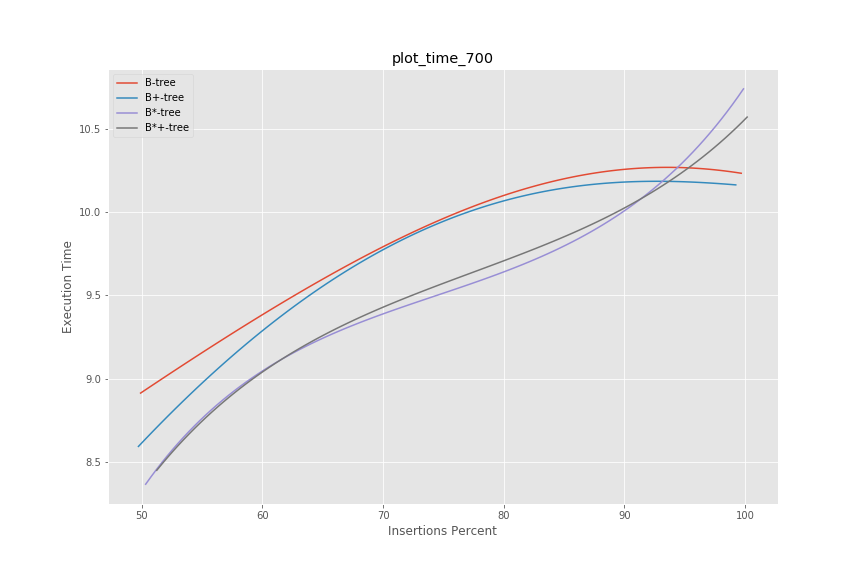 plot_time_700
B-tree
B+-tree
B*-tree
B*+-tree
Execution Time
10.5
10.0
9.5
9.0
8.5
50 60 70 80 90 100
Insertions Percent